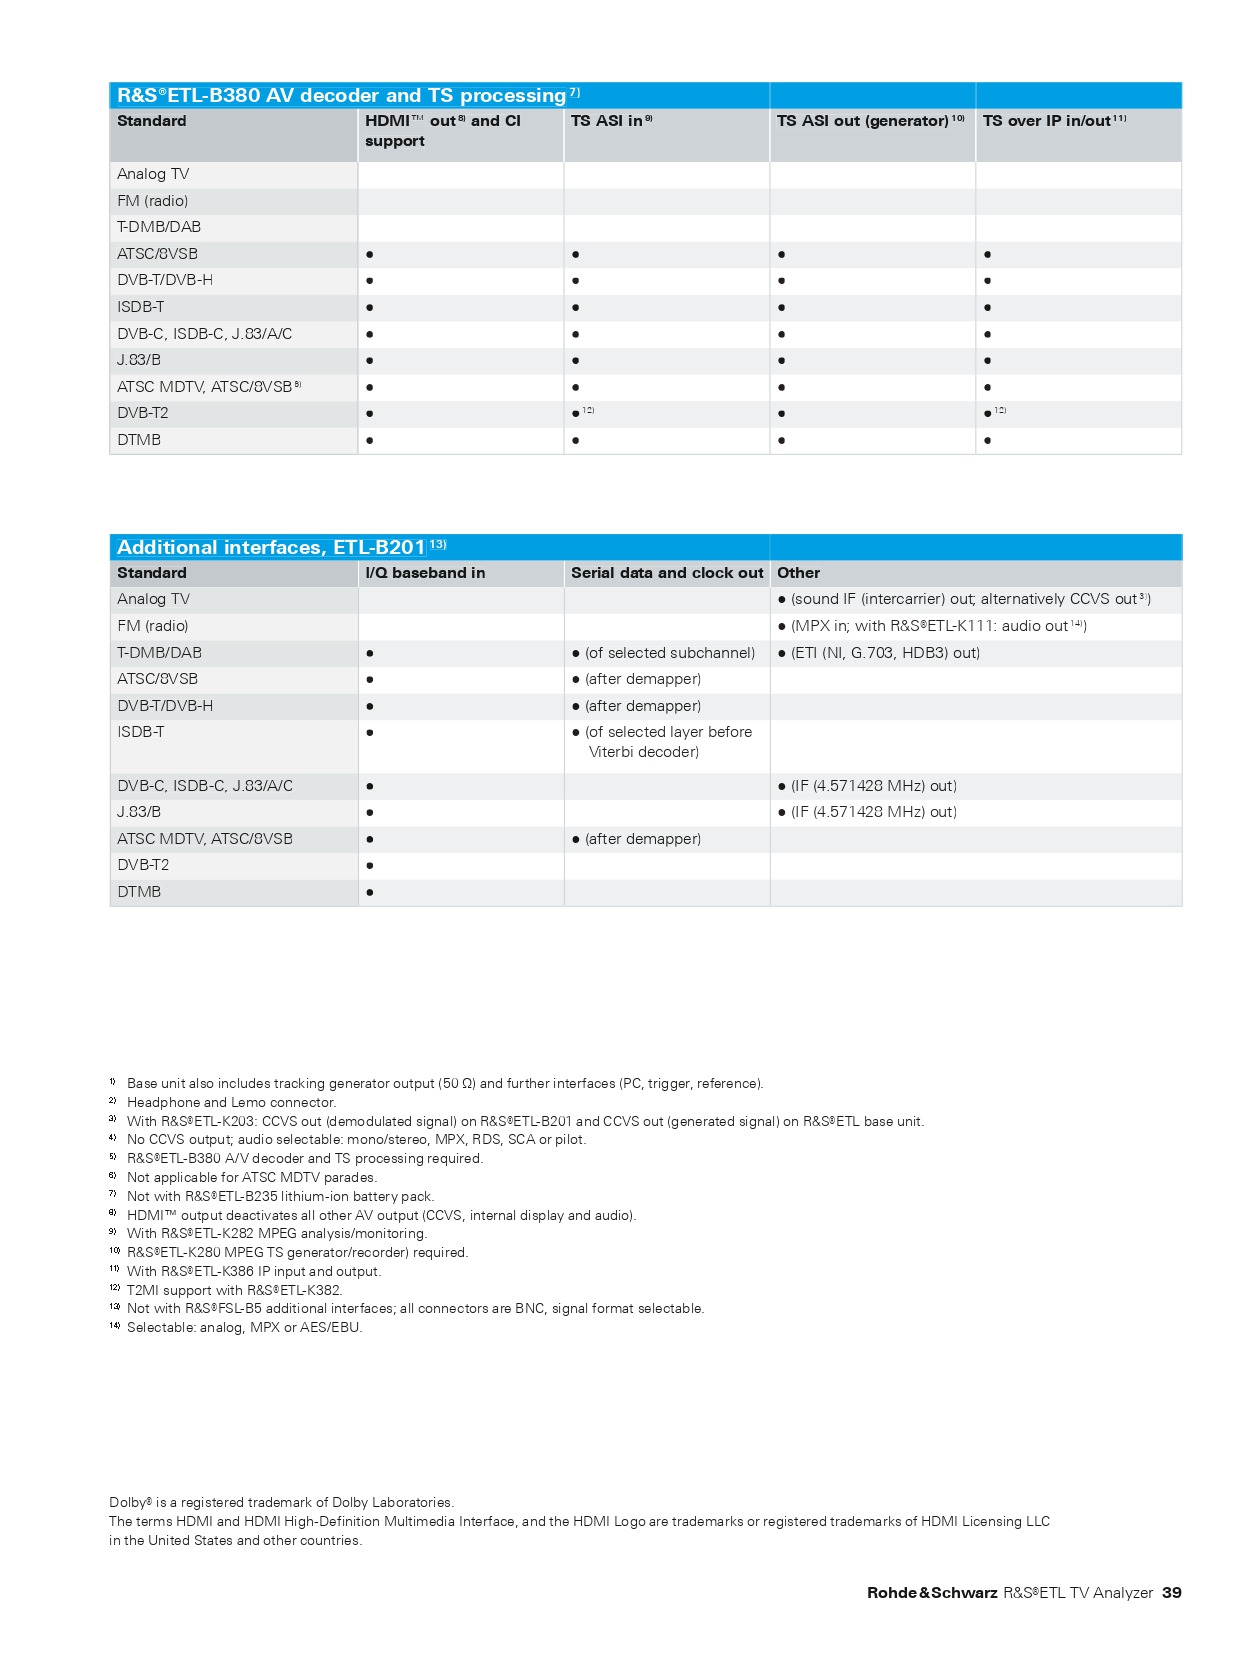 R&S®ETL-B380 AV decoder and TS processing 7)
Standard HDMI™ out 8) and CI support TS ASI in 9) TS ASI out (generator) 10) TS over IP in/out 11)
Analog TV
FM (radio)
T-DMB/DAB
ATSC/8VSB ● ● ● ●
DVB-T/DVB-H ● ● ● ●
ISDB-T ● ● ● ●
DVB-C, ISDB-C, J.83/A/C ● ● ● ●
J.83/B ● ● ● ●
ATSC MDTV, ATSC/8VSB 6) ● ● ● ●
DVB-T2 ● ● 12) ● ● 12)
DTMB ● ● ● ●
Additional interfaces, ETL-B201 13)
Standard I/Q baseband in Serial data and clock out Other
Analog TV ● (sound IF (intercarrier) out; alternatively CCVS out 3))
FM (radio) ● (MPX in; with R&S®ETL-K111: audio out 14))
T-DMB/DAB ● ● (of selected subchannel) ● (ETI (NI, G.703, HDB3) out)
ATSC/8VSB ● ● (after demapper)
DVB-T/DVB-H ● ● (after demapper)
ISDB-T ● ● (of selected layer before
Viterbi decoder)
DVB-C, ISDB-C, J.83/A/C ● ● (IF (4.571428 MHz) out)
J.83/B ● ● (IF (4.571428 MHz) out)
ATSC MDTV, ATSC/8VSB ● ● (after demapper)
DVB-T2 ●
DTMB ●
1) Base unit also includes tracking generator output (50 Ω) and further interfaces (PC, trigger, reference).
2) Headphone and Lemo connector.
3) With R&S®ETL-K203: CCVS out (demodulated signal) on R&S®ETL-B201 and CCVS out (generated signal) on R&S®ETL base unit.
4) No CCVS output; audio selectable: mono/stereo, MPX, RDS, SCA or pilot.
5) R&S®ETL-B380 A/V decoder and TS processing required.
6) Not applicable for ATSC MDTV parades.
7) Not with R&S®ETL-B235 lithium-ion battery pack.
8) HDMI™ output deactivates all other AV output (CCVS, internal display and audio).
9) With R&S®ETL-K282 MPEG analysis/monitoring.
10) R&S®ETL-K280 MPEG TS generator/recorder) required.
11) With R&S®ETL-K386 IP input and output.
12) T2MI support with R&S®ETL-K382.
13) Not with R&S®FSL-B5 additional interfaces; all connectors are BNC, signal format selectable.
14) Selectable: analog, MPX or AES/EBU.
Dolby® is a registered trademark of Dolby Laboratories.
The terms HDMI and HDMI High-Definition Multimedia Interface, and the HDMI Logo are trademarks or registered trademarks of HDMI Licensing LLC
in the United States and other countries.
Rohde&Schwarz R&S®ETL TV Analyzer 39